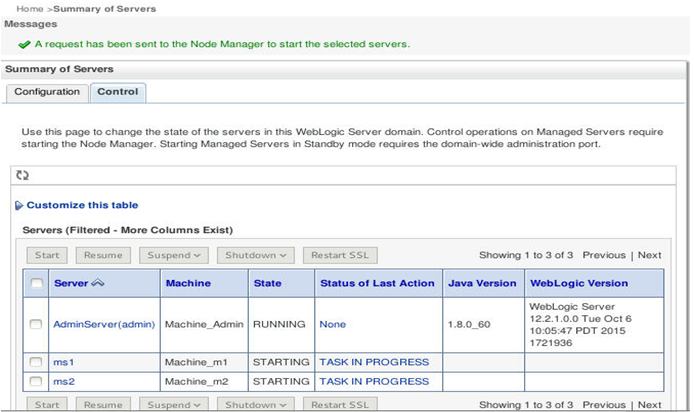 Home >Summary of Servers
Messages
A request has been sent to the Node Manager to start the selected servers.
Summary of Servers
Configuration Control
Use this page to change the state of the servers in this WebLogic Server domain. Control operations on Managed Servers require
starting the Node Manager. Starting Managed Servers in Standby mode requires the domain-wide administration port.
Customize this table
Servers (Filtered - More Columns Exist)
Start Resume Suspend Shutdown Restart SSL Showing 1 to 3 of 3 Previous | Next
Server Machine State Status of Last Action Java Version WebLogic Version
AdminServer(admin) Machine_Admin RUNNING None 1.8.0_60 WebLogic Server
12.2.1.0.0 Tue Oct 6
10:05:47 PDT 2015
1721936
ms1 Machine_m1 STARTING TASK IN PROGRESS
ms2 Machine_m2 STARTING TASK IN PROGRESS
Start Resume Suspend Shutdown Restart SSL Showing 1 to 3 of 3 Previous | Next